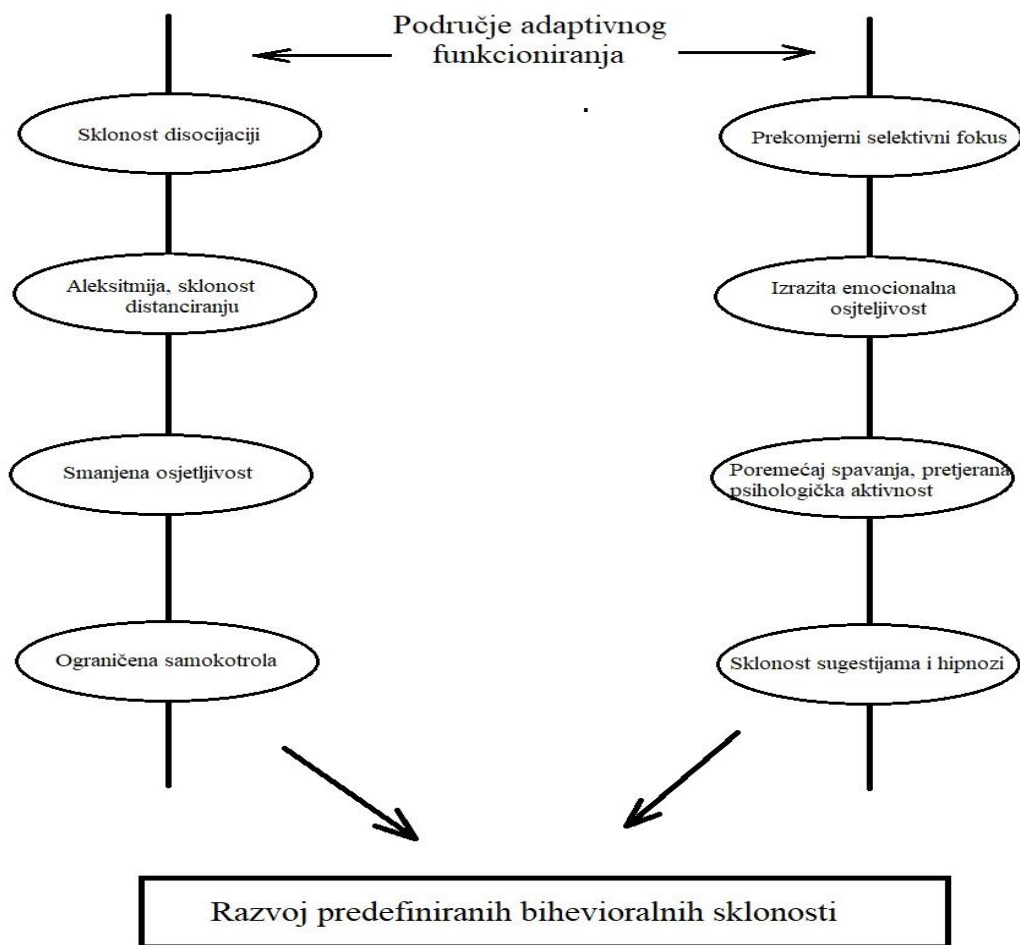 Područje adaptivnog
funkcioniranja
Sklonost disocijaciji
Prekomjerni selektivni fokus
Aleksitmija, sklonost
distanciranju
Izrazita emocionalna
osjteljivost
Smanjena osjetljivost
Poremećaj spavanja, pretjerana
psihologička aktivnost
Ograničena samokotrola
Sklonost sugestijama i hipnozi
Razvoj predefiniranih bihevioralnih sklonosti